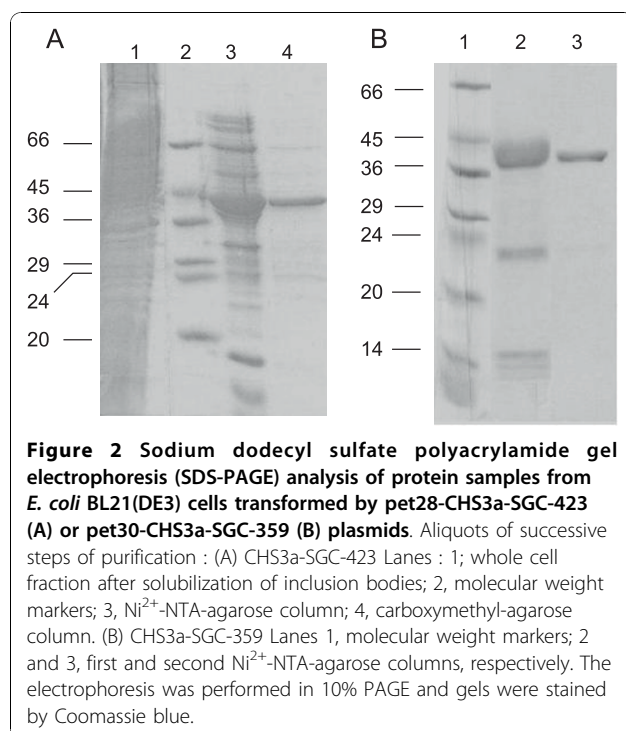 A
1 2 3 4
66
45
36
29
24
20
B
1 2 3
66
45
36
29
24
20
14
Figure 2 Sodium dodecyl sulfate polyacrylamide gel
electrophoresis (SDS-PAGE) analysis of protein samples from
E. coli BL21(DE3) cells transformed by pet28-CHS3a-SGC-423
(A) or pet30-CHS3a-SGC-359 (B) plasmids. Aliquots of successive
steps of purification : (A) CHS3a-SGC-423 Lanes : 1; whole cell
fraction after solubilization of inclusion bodies; 2, molecular weight
markers; 3, Ni²⁺-NTA-agarose column; 4, carboxymethyl-agarose
column. (B) CHS3a-SGC-359 Lanes 1, molecular weight markers; 2
and 3, first and second Ni²⁺-NTA-agarose columns, respectively. The
electrophoresis was performed in 10% PAGE and gels were stained
by Coomassie blue.